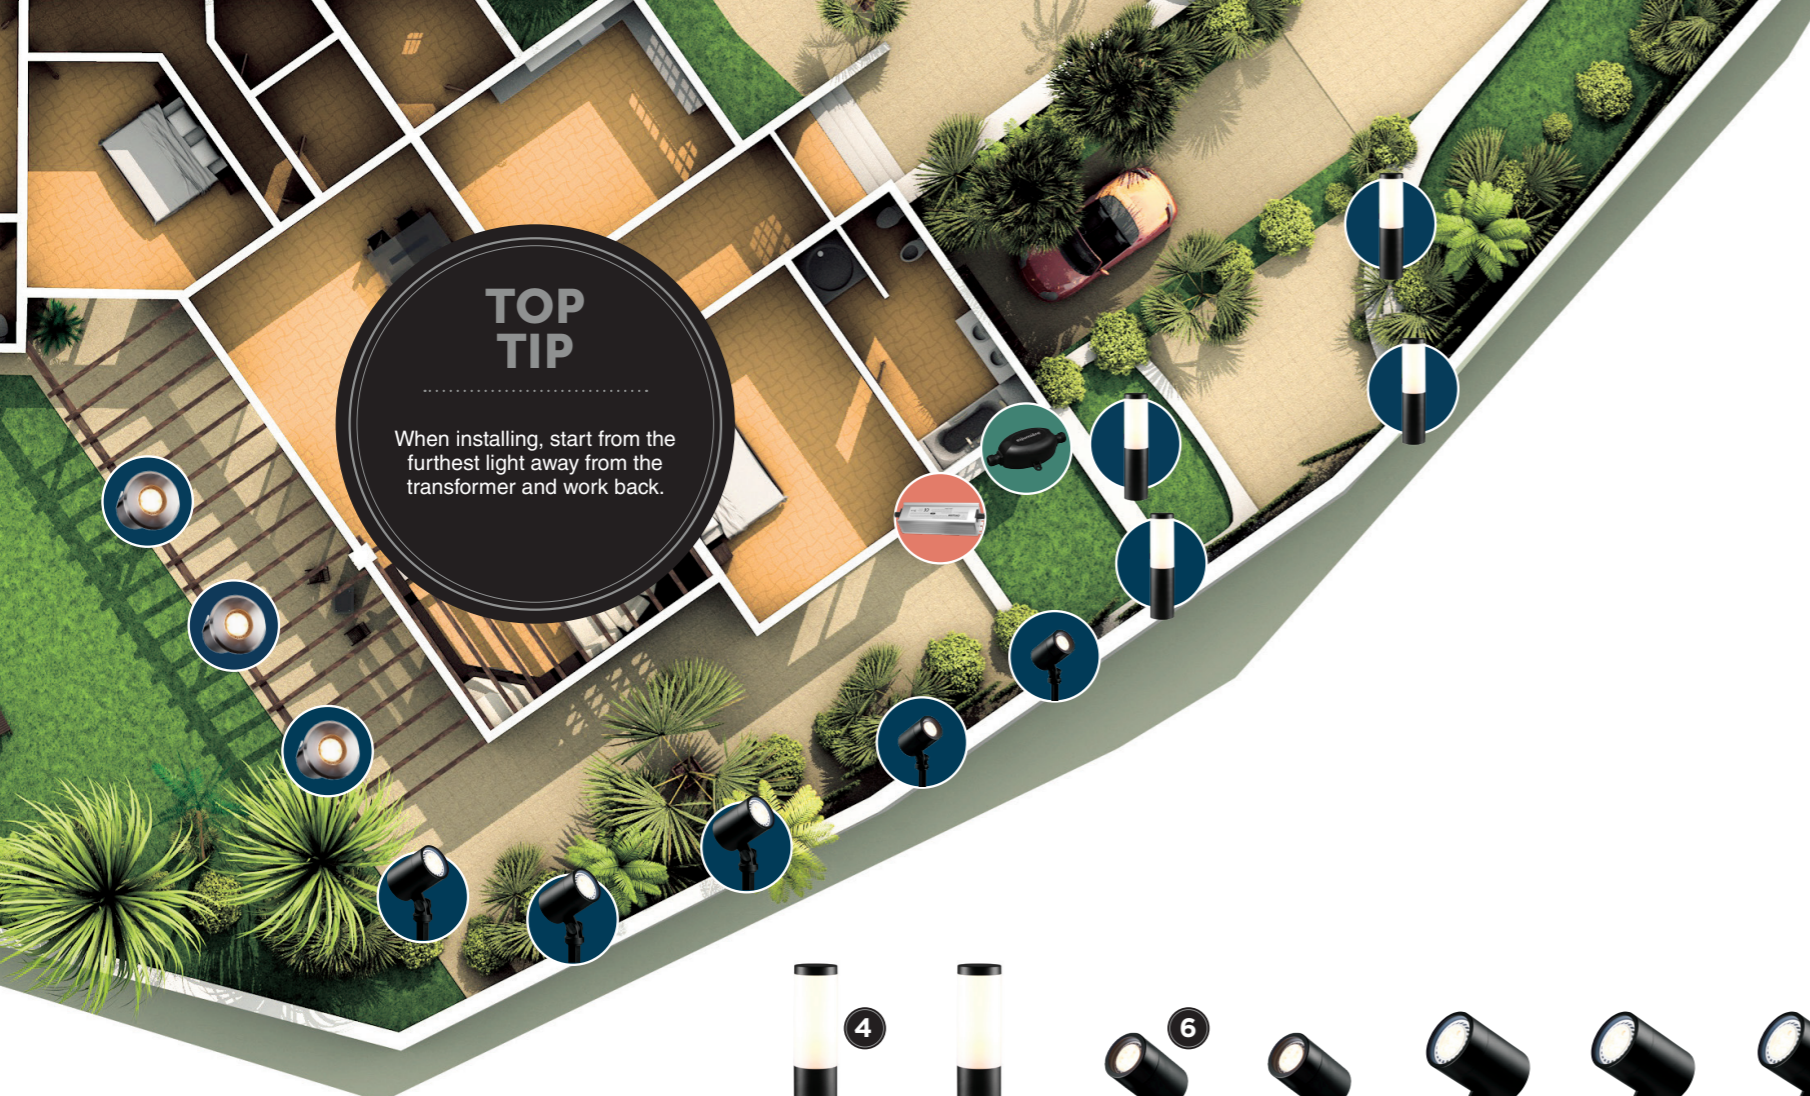 TOP
TIP
When installing, start from the
furthest light away from the
transformer and work back.
4
6